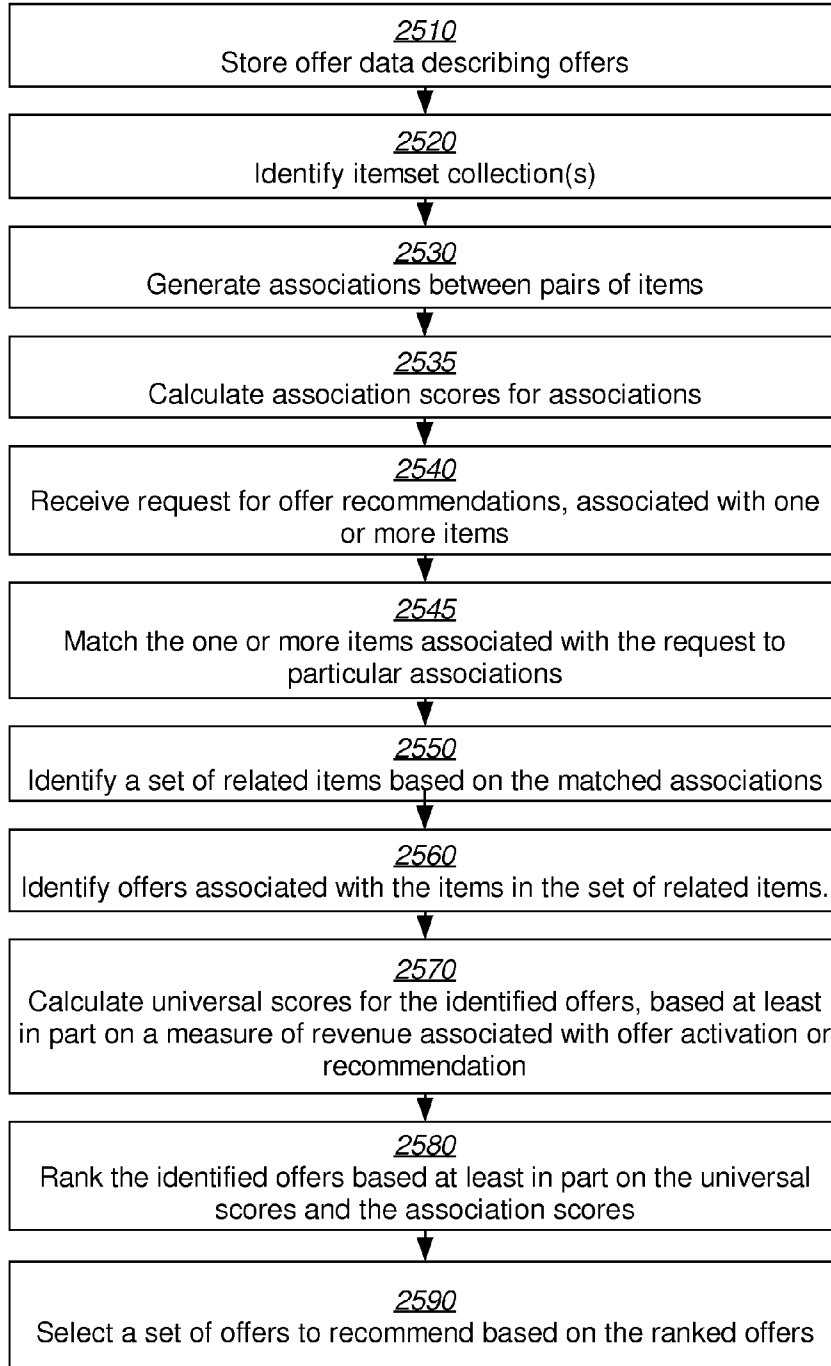 2510
Store offer data describing offers
2520
Identify itemset collection(s)
2530
Generate associations between pairs of items
2535
Calculate association scores for associations
2540
Receive request for offer recommendations, associated with one
or more items
2545
Match the one or more items associated with the request to
particular associations
2550
Identify a set of related items based on the matched associations
2560
Identify offers associated with the items in the set of related items.
2570
Calculate universal scores for the identified offers, based at least
in part on a measure of revenue associated with offer activation or
recommendation
2580
Rank the identified offers based at least in part on the universal
scores and the association scores
2590
Select a set of offers to recommend based on the ranked offers